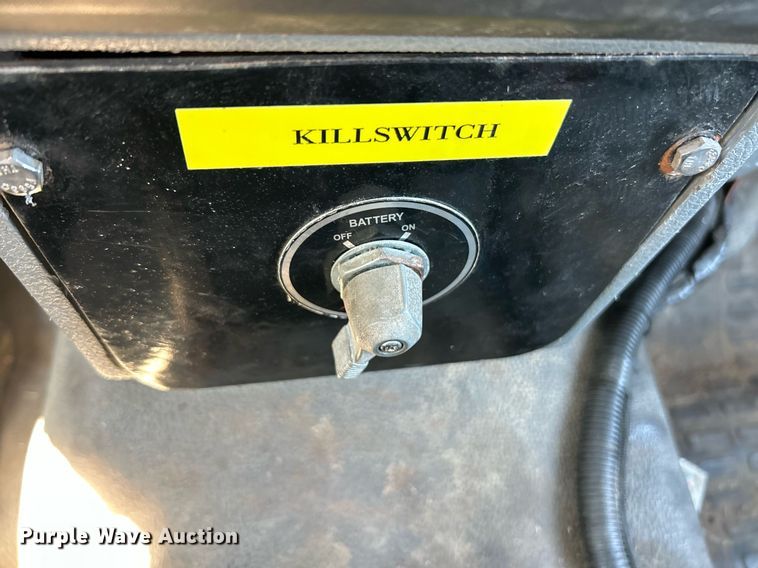 KILLSWITCH
BATTERY
OFF ON
Purple Wave Auction